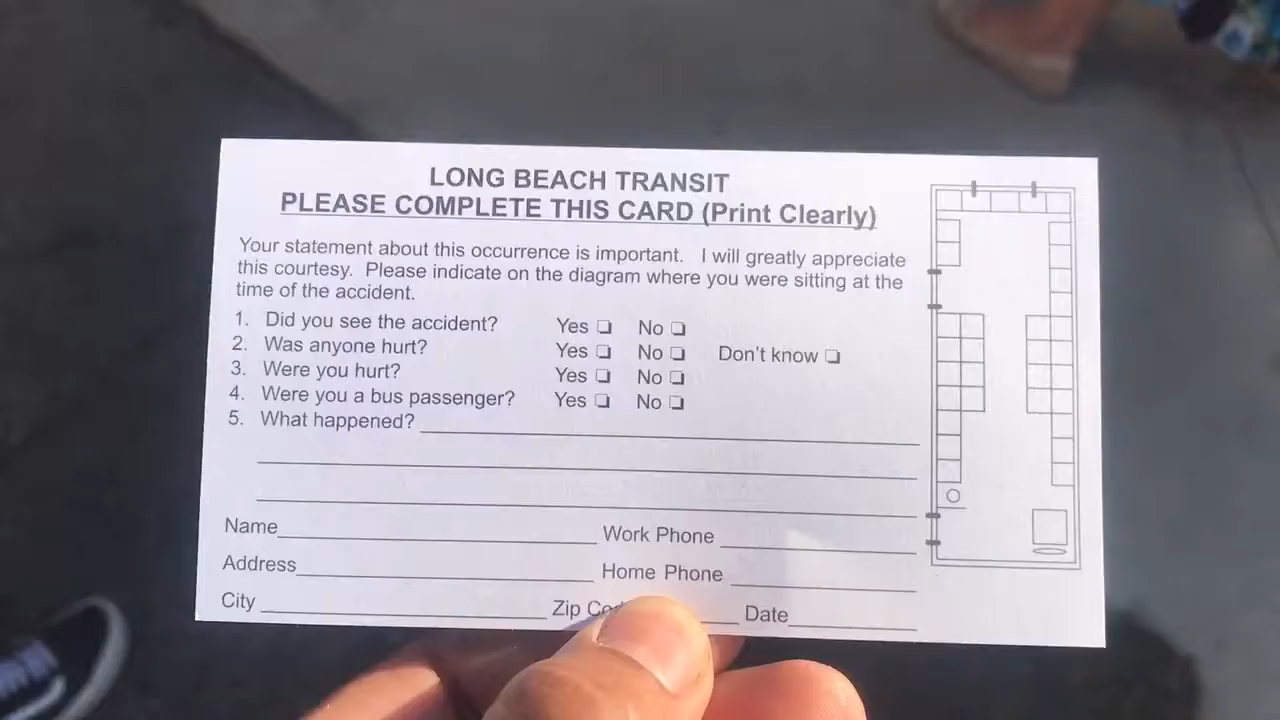 LONG BEACH TRANSIT
PLEASE COMPLETE THIS CARD (Print Clearly)
Your statement about this occurrence is important. I will greatly appreciate
this courtesy. Please indicate on the diagram where you were sitting at the
time of the accident.
1. Did you see the accident? Yes ❏ No ❏
2. Was anyone hurt? Yes ❏ No ❏ Don't know ❏
3. Were you hurt? Yes ❏ No ❏
4. Were you a bus passenger? Yes ❏ No ❏
5. What happened?
Name Work Phone
Address Home Phone
City Zip Date